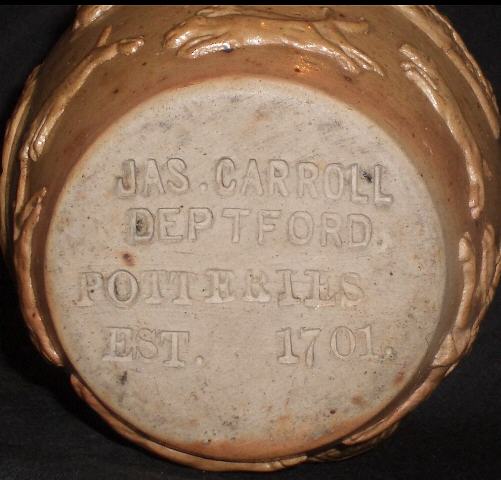 JAS. CARROLL
DEPTFORD.
POTTERIES
EST. 1701.